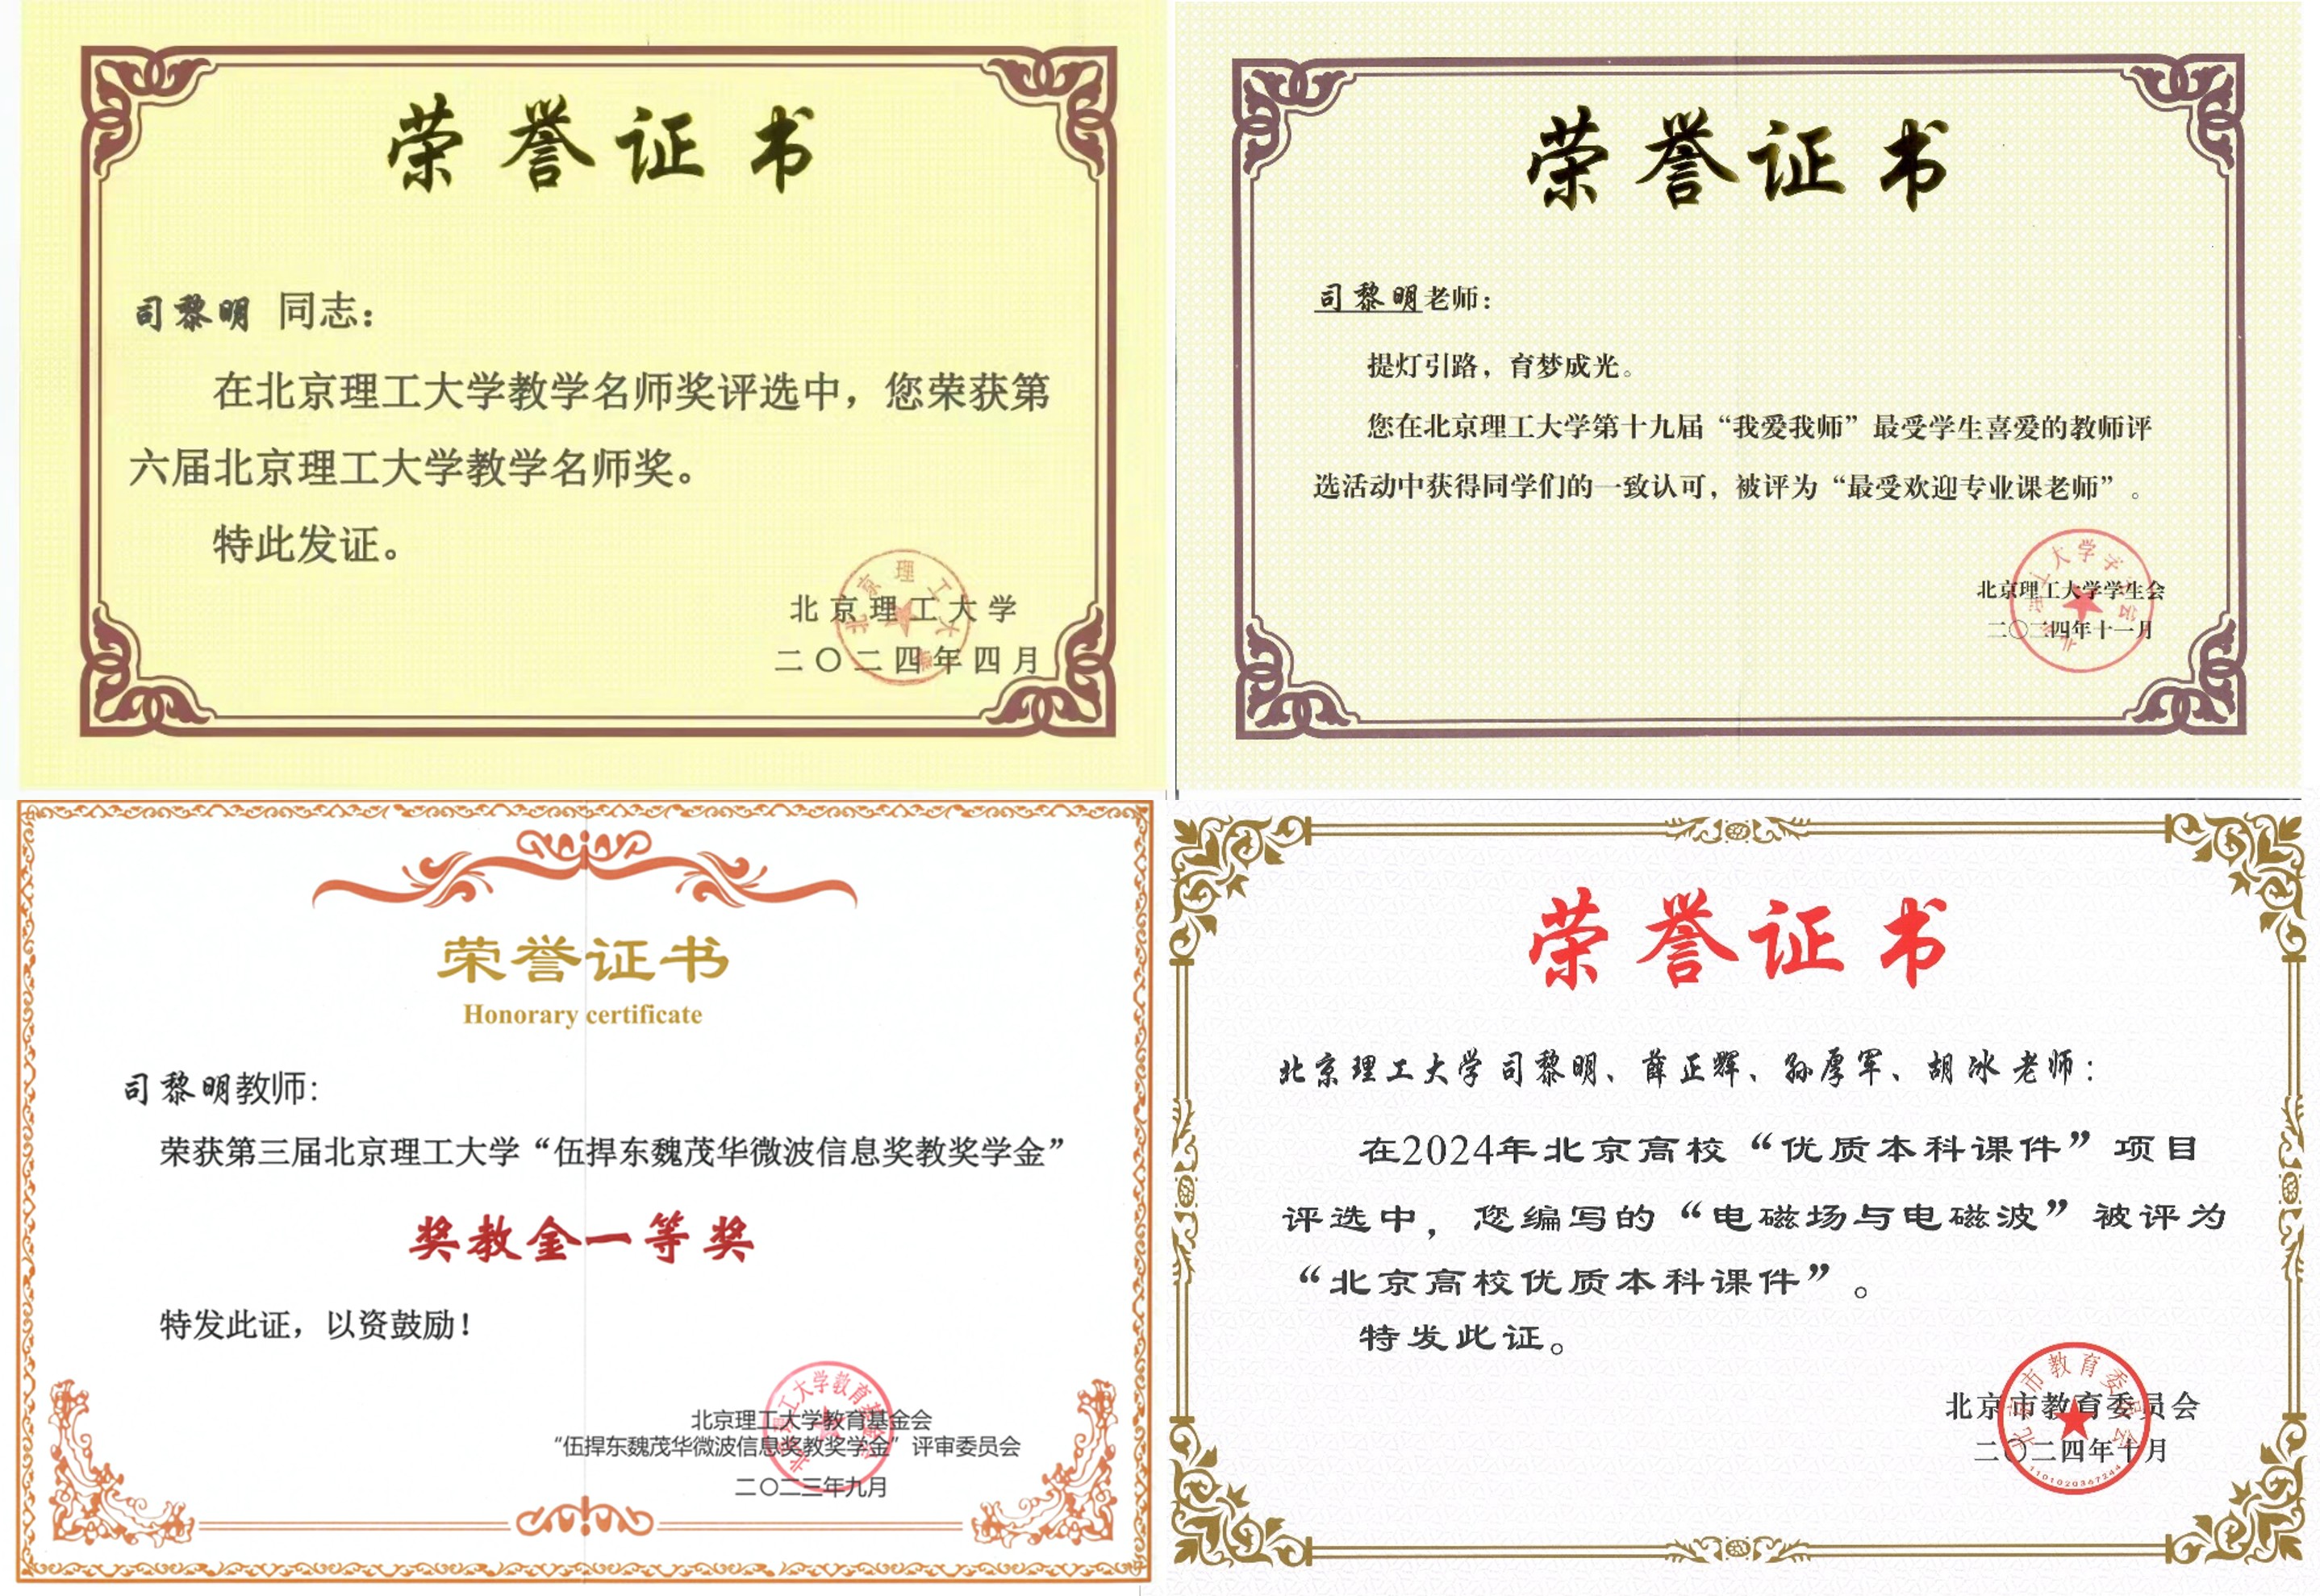 荣誉证书
司黎明 同志：
在北京理工大学教学名师奖评选中，您荣获第
六届北京理工大学教学名师奖。
特此发证。
北京理工大学
二〇二四年四月
荣誉证书
司黎明老师：
提灯引路，育梦成光。
您在北京理工大学第十九届“我爱我师”最受学生喜爱的教师评
选活动中获得同学们的一致认可，被评为“最受欢迎专业课老师”。
北京理工大学学生会
二〇二四年十一月
荣誉证书
Honorary certificate
司黎明教师：
荣获第三届北京理工大学“伍捍东魏茂华微波信息奖教奖学金”
奖教金一等奖
特发此证，以资鼓励！
北京理工大学教育基金会
“伍捍东魏茂华微波信息奖教奖学金”评审委员会
二〇二三年九月
荣誉证书
北京理工大学司黎明、薛正辉、孙厚军、胡冰老师：
在2024年北京高校“优质本科课件”项目
评选中，您编写的“电磁场与电磁波”被评为
“北京高校优质本科课件”。
特发此证。
北京市教育委员会
二〇二四年十月